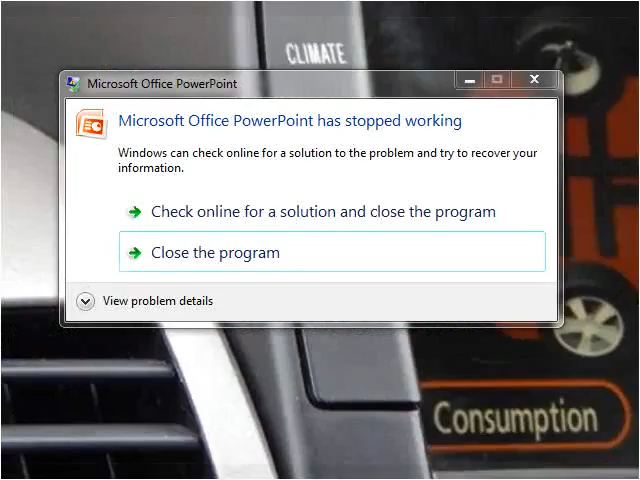 CLIMATE
Microsoft Office PowerPoint
Microsoft Office PowerPoint has stopped working
Windows can check online for a solution to the problem and try to recover your
information.
Check online for a solution and close the program
Close the program
View problem details
Consumption